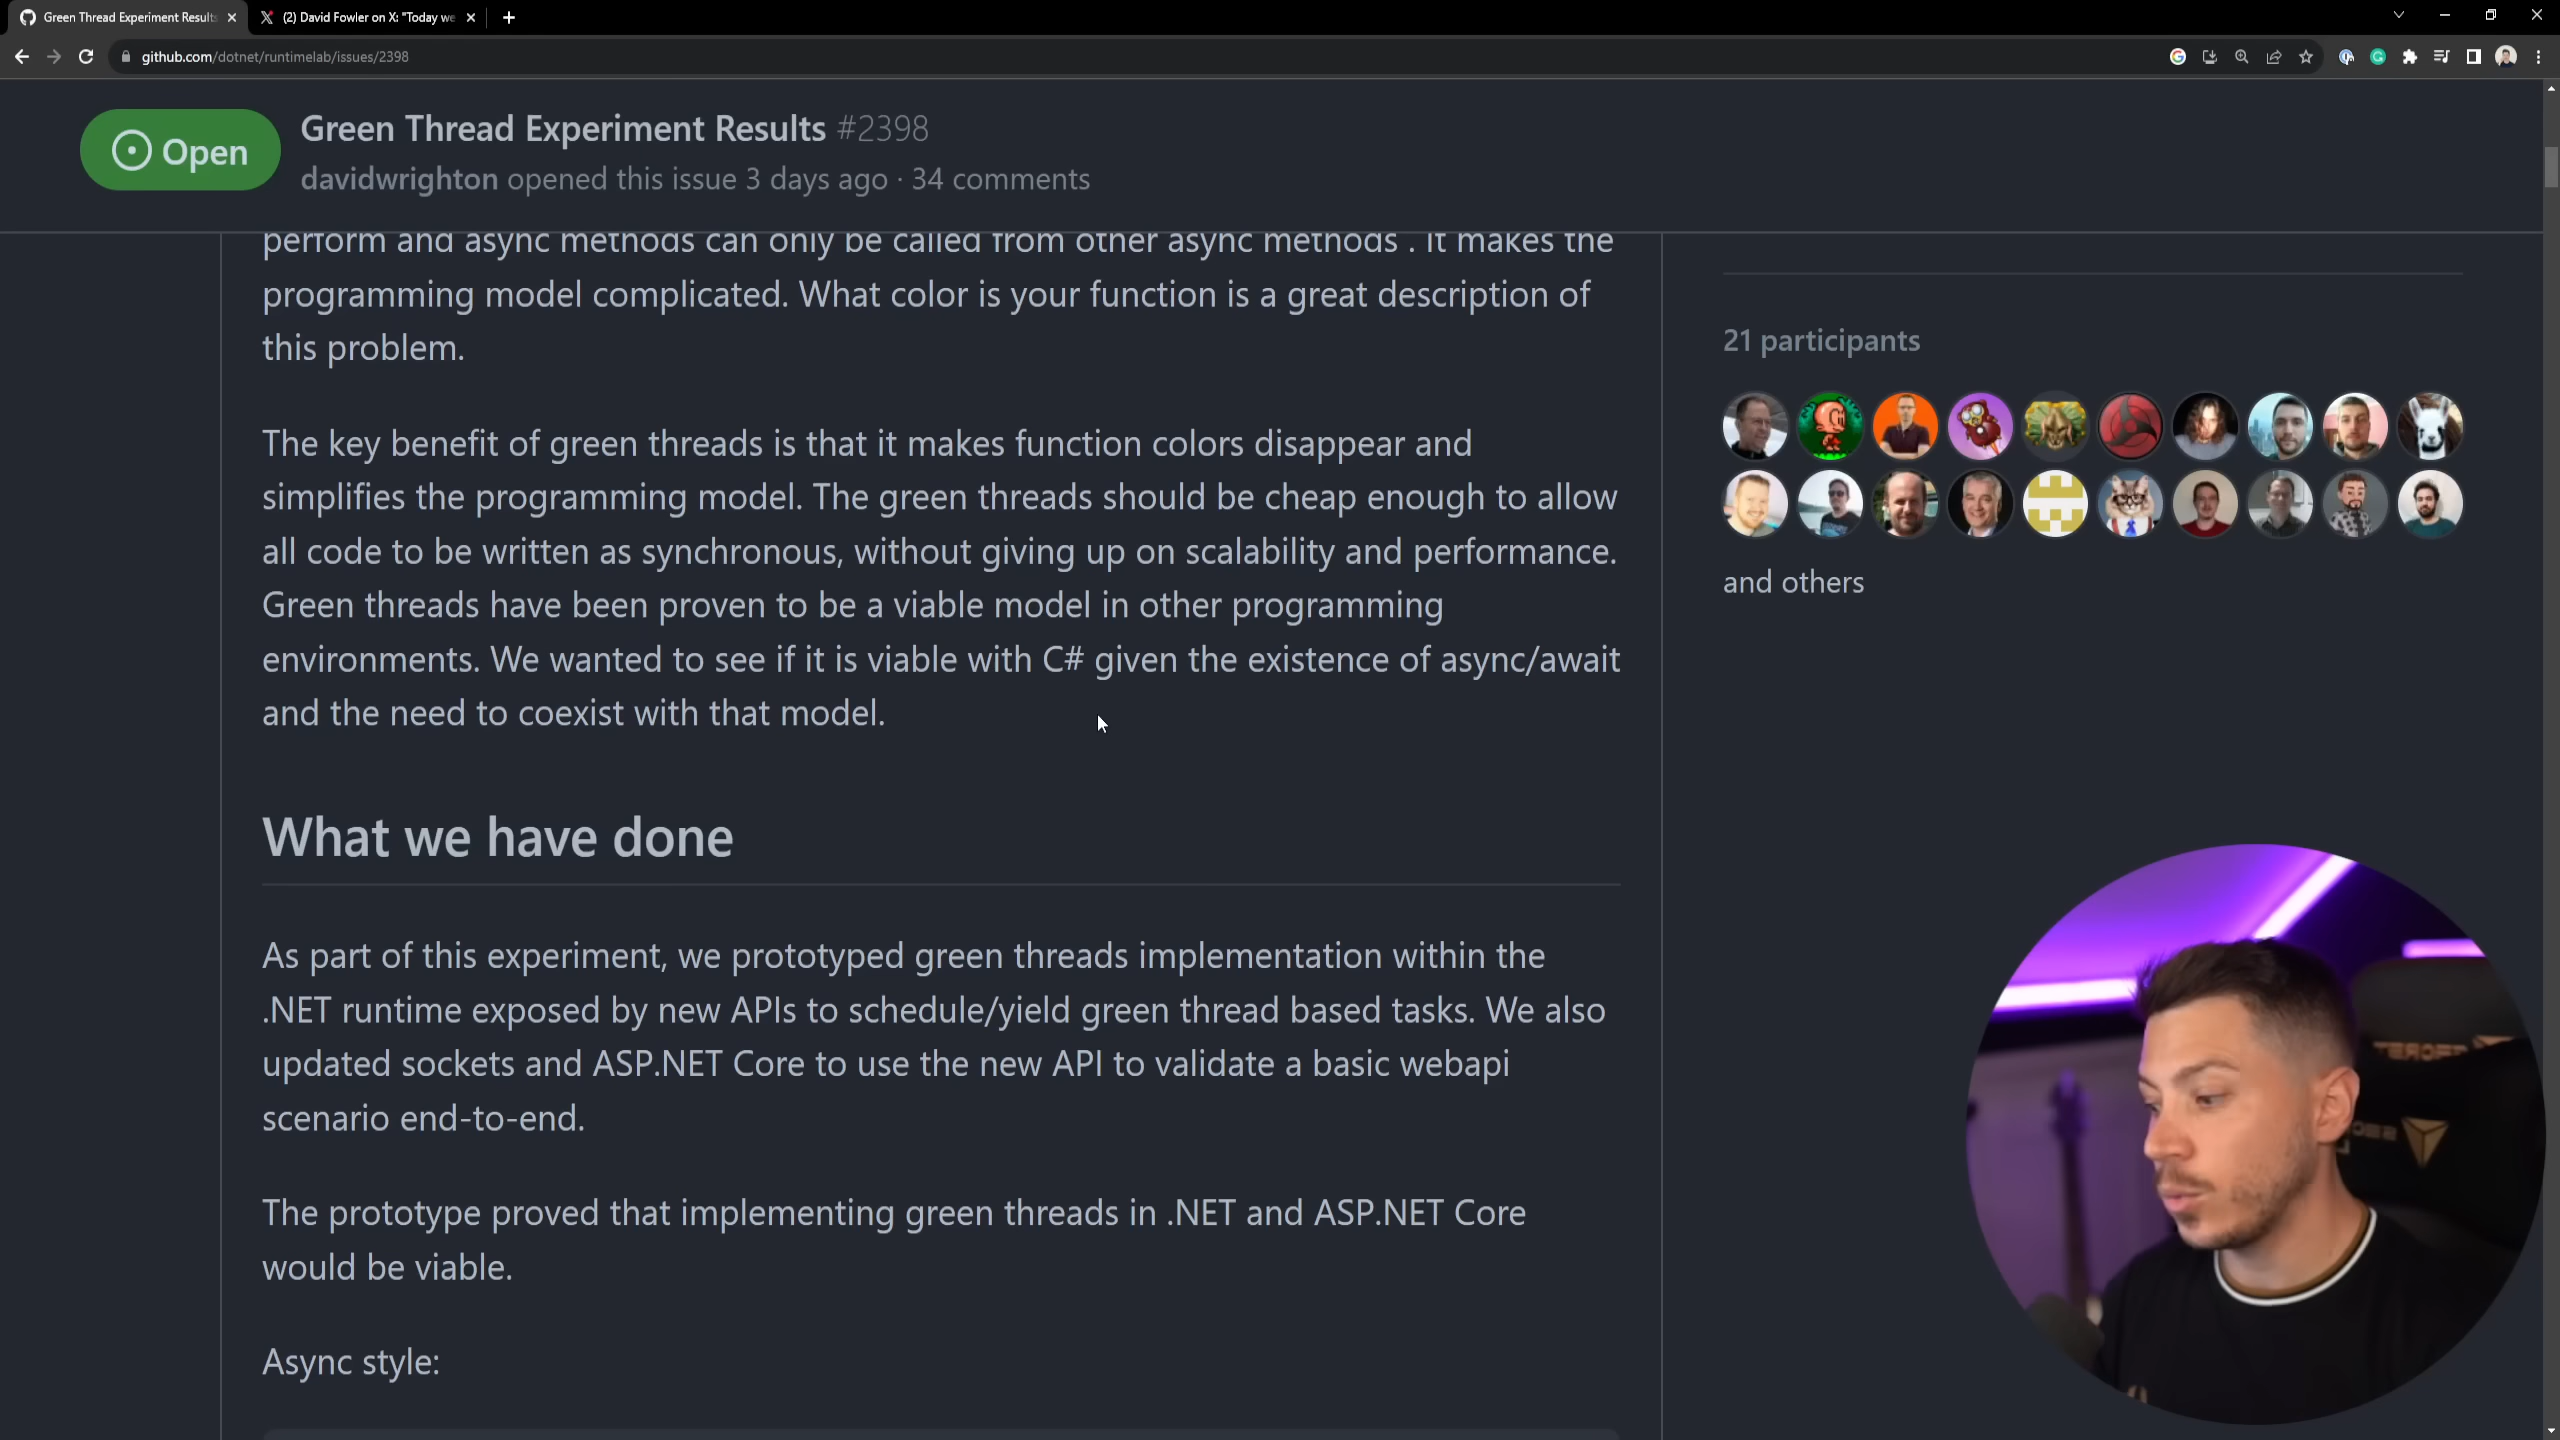 Green Thread Experiment Results
(2) David Fowler on X: "Today we
github.com/dotnet/runtimelab/issues/2398
Open
Green Thread Experiment Results #2398
davidwrighton opened this issue 3 days ago · 34 comments
perform and async methods can only be called from other async methods . It makes the
programming model complicated. What color is your function is a great description of
this problem.
The key benefit of green threads is that it makes function colors disappear and
simplifies the programming model. The green threads should be cheap enough to allow
all code to be written as synchronous, without giving up on scalability and performance.
Green threads have been proven to be a viable model in other programming
environments. We wanted to see if it is viable with C# given the existence of async/await
and the need to coexist with that model.
What we have done
As part of this experiment, we prototyped green threads implementation within the
.NET runtime exposed by new APIs to schedule/yield green thread based tasks. We also
updated sockets and ASP.NET Core to use the new API to validate a basic webapi
scenario end-to-end.
The prototype proved that implementing green threads in .NET and ASP.NET Core
would be viable.
Async style:
21 participants
and others